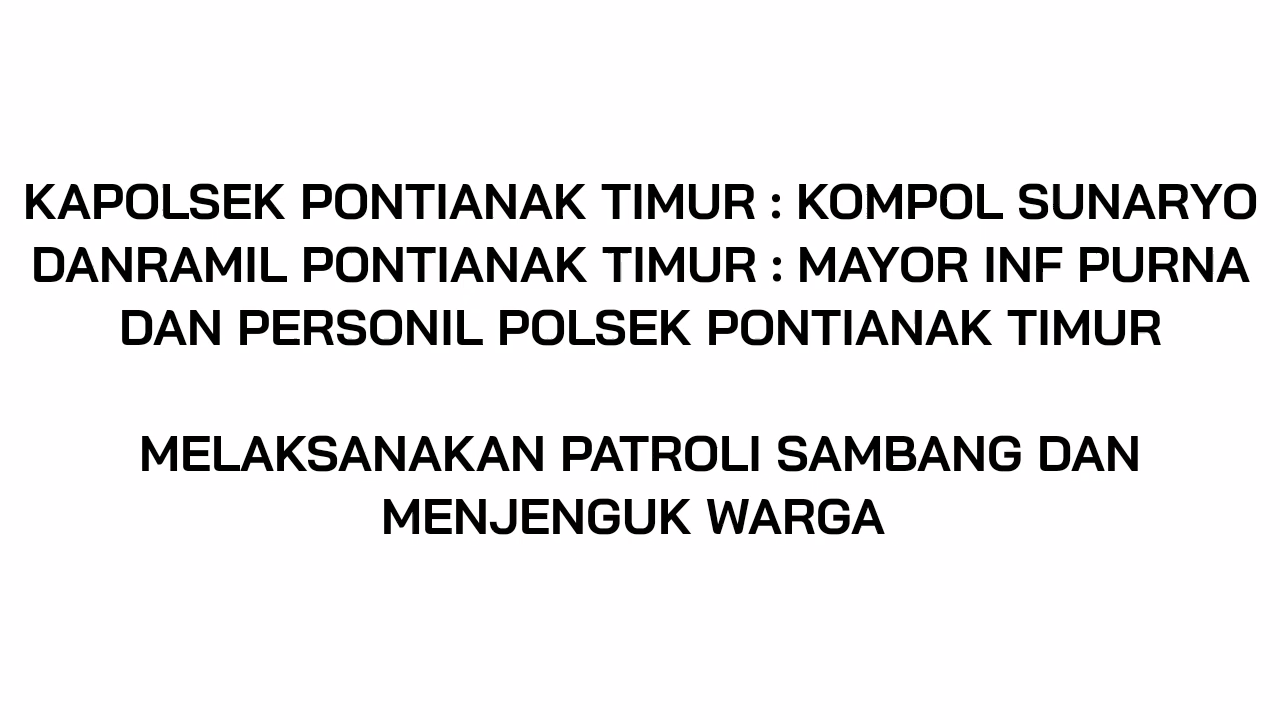 KAPOLSEK PONTIANAK TIMUR : KOMPOL SUNARYO
DANRAMIL PONTIANAK TIMUR : MAYOR INF PURNA
DAN PERSONIL POLSEK PONTIANAK TIMUR
MELAKSANAKAN PATROLI SAMBANG DAN
MENJENGUK WARGA